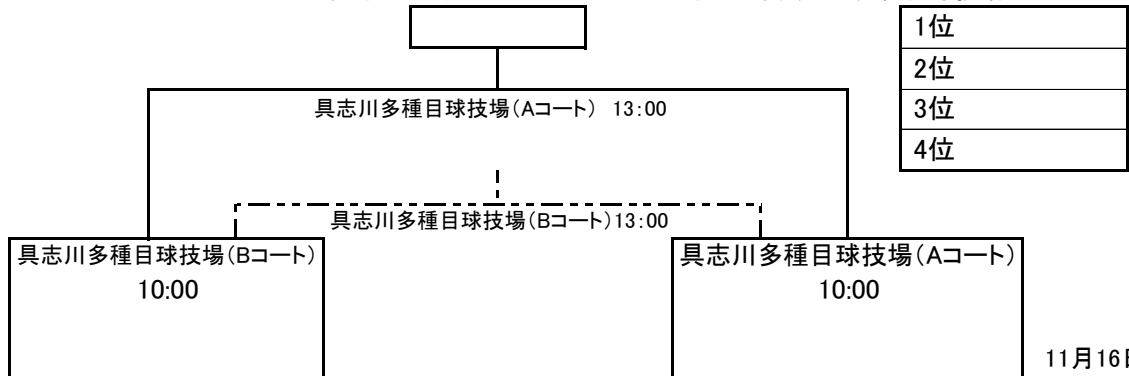 1位
2位
3位
4位
具志川多種目球技場(Aコート) 13:00
具志川多種目球技場(Bコート)13:00
具志川多種目球技場(Bコート)
10:00
具志川多種目球技場(Aコート)
10:00
11月16日